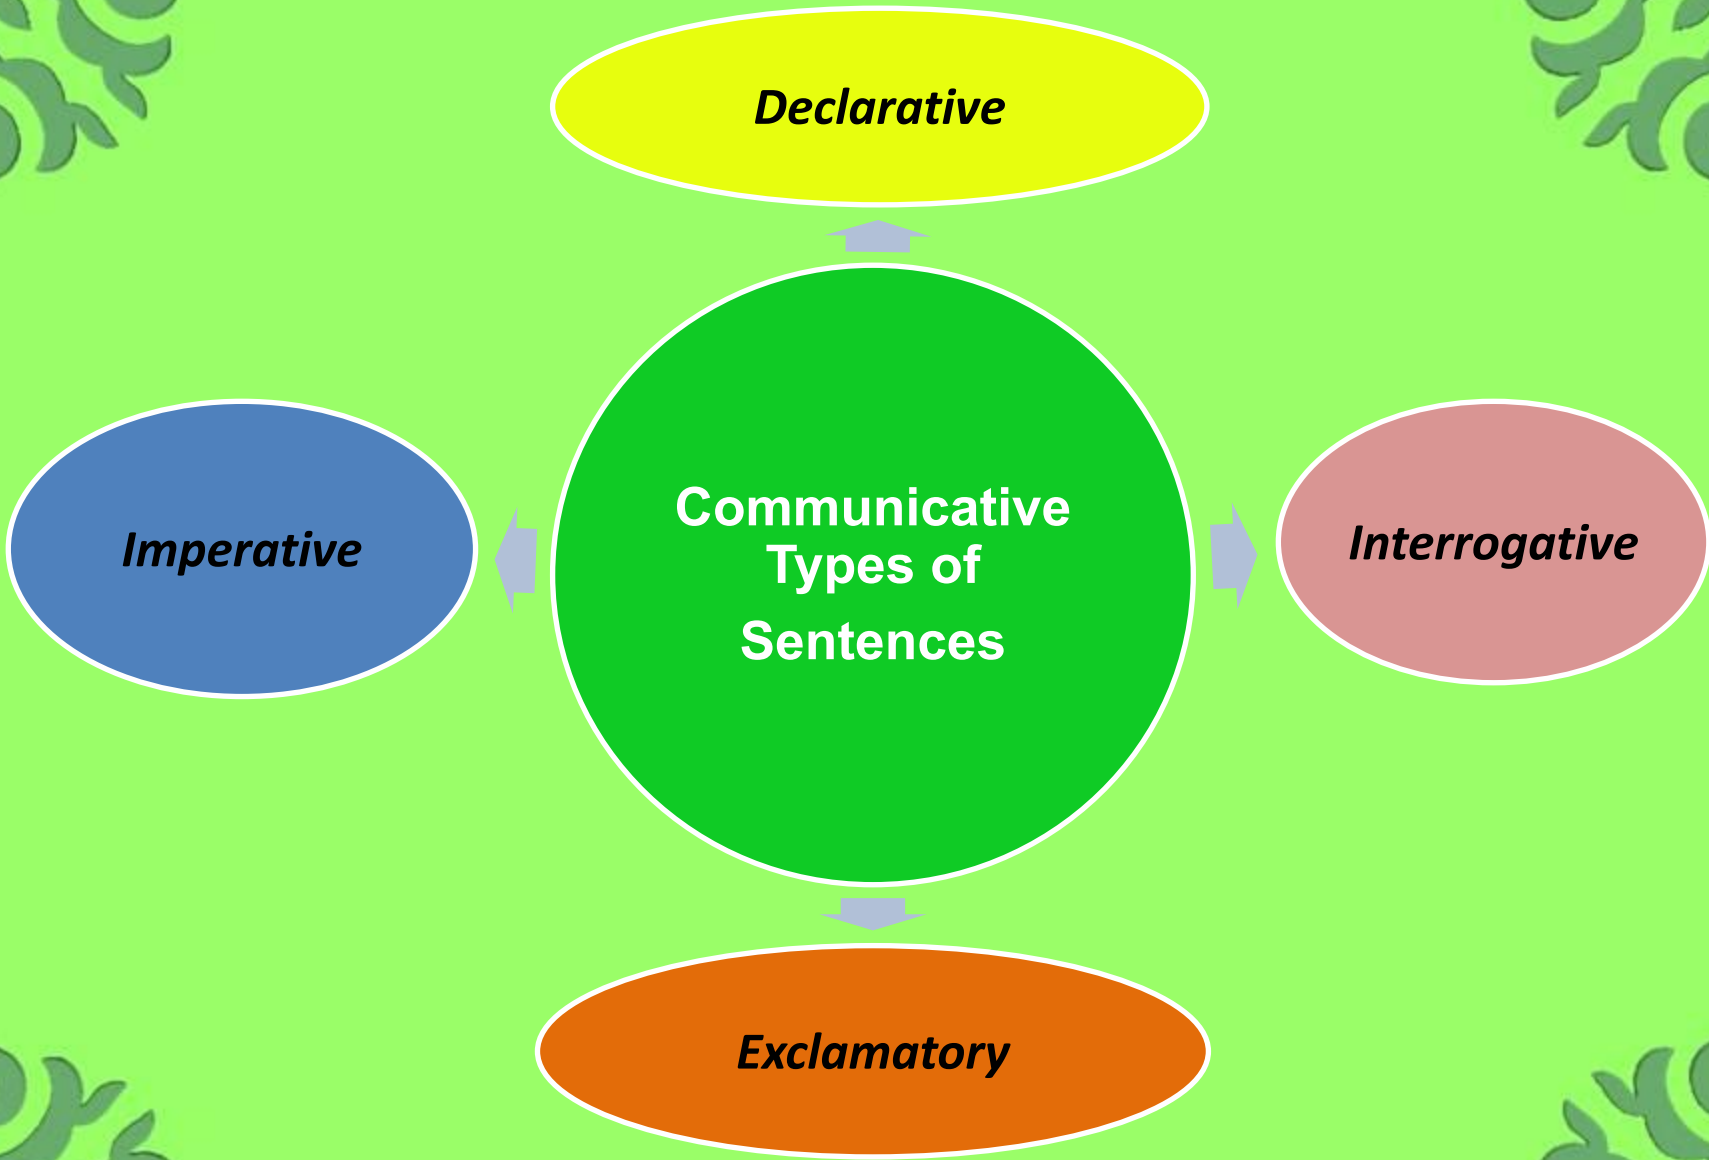 Declarative
Communicative
Types of
Sentences
Imperative
Interrogative
Exclamatory